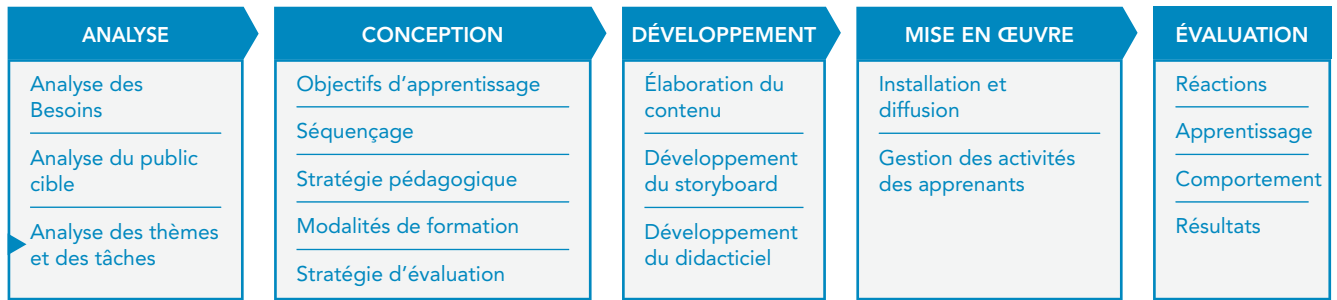 ANALYSE
Analyse des
Besoins
Analyse du public
cible
Analyse des thèmes
et des tâches
CONCEPTION
Objectifs d'apprentissage
Séquençage
Stratégie pédagogique
Modalités de formation
Stratégie d'évaluation
DÉVELOPPEMENT
Élaboration du
contenu
Développement
du storyboard
Développement
du didacticiel
MISE EN ŒUVRE
Installation et
diffusion
Gestion des activités
des apprenants
ÉVALUATION
Réactions
Apprentissage
Comportement
Résultats